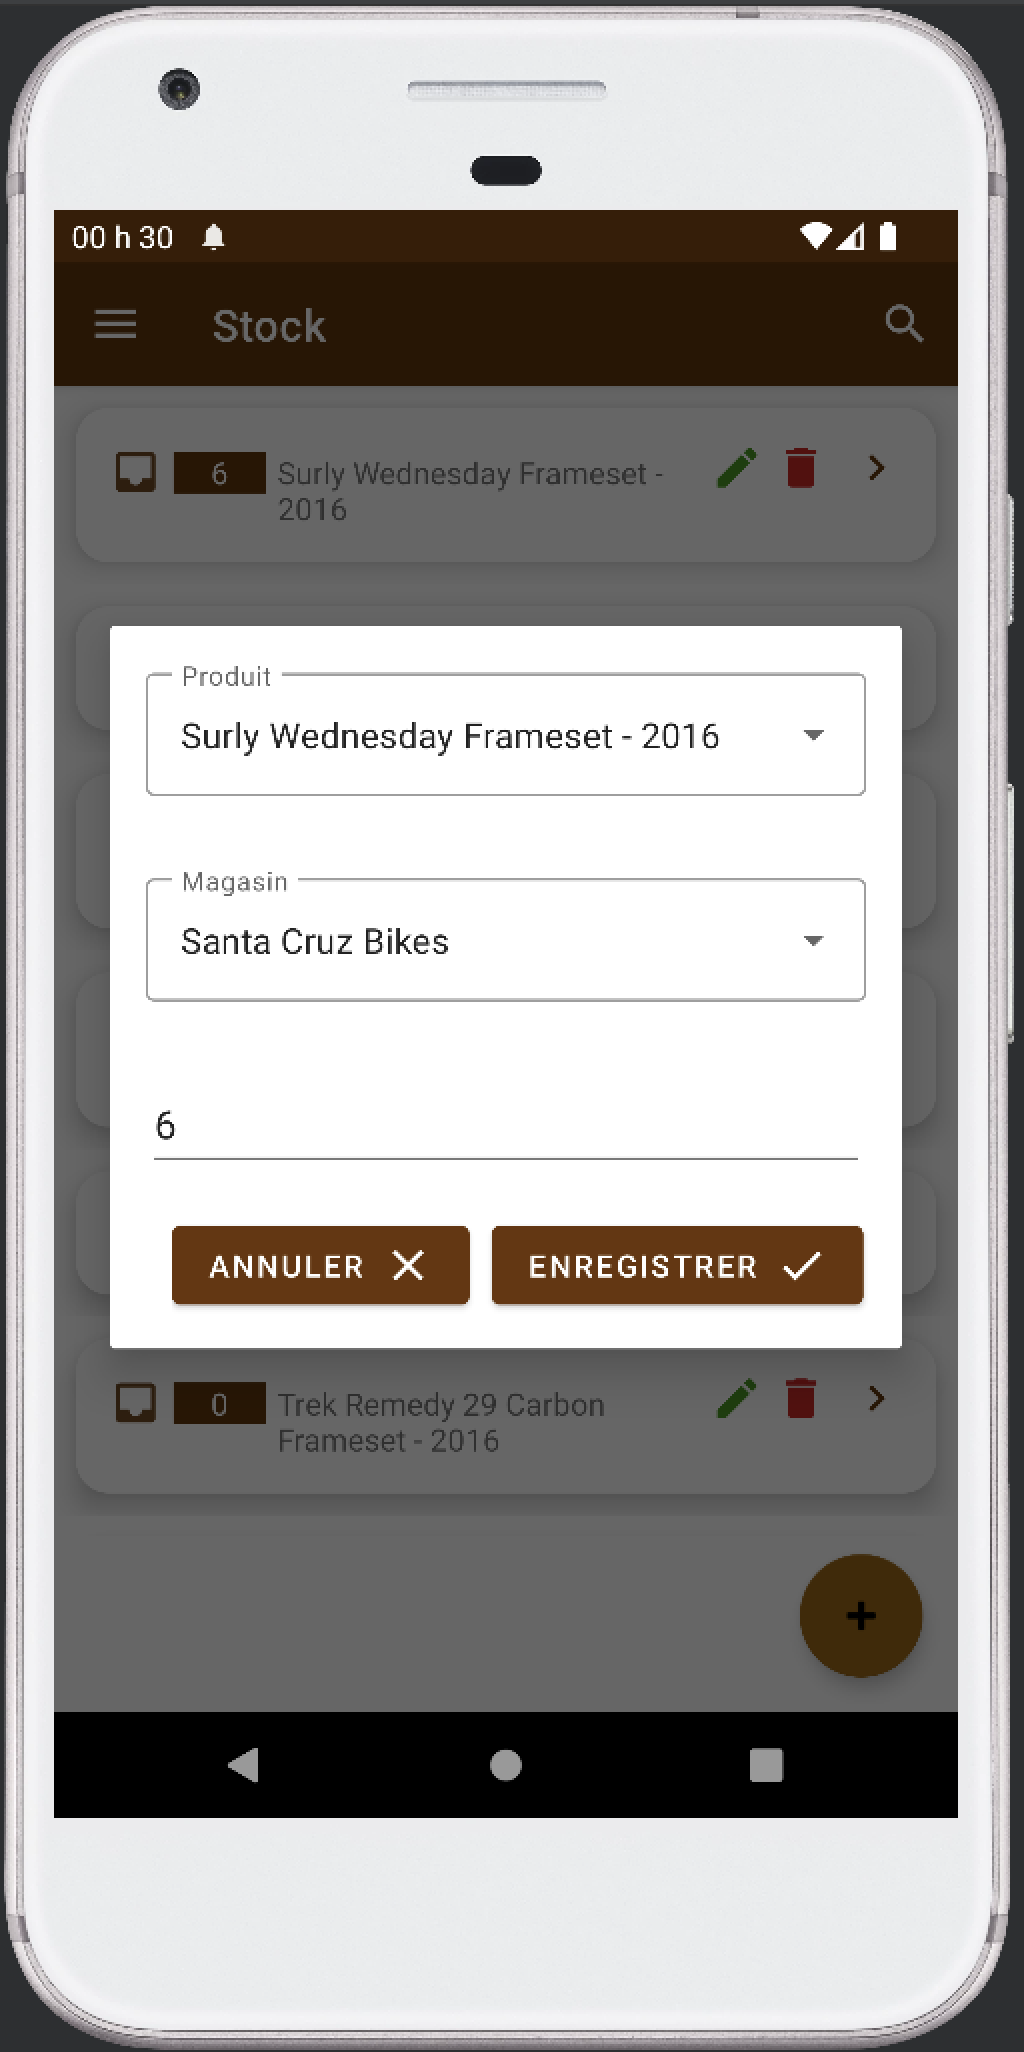 00 h 30
Stock
6
Surly Wednesday Frameset -
2016
Produit
Surly Wednesday Frameset - 2016
Magasin
Santa Cruz Bikes
6
ANNULER
ENREGISTRER
0
Trek Remedy 29 Carbon
Frameset - 2016